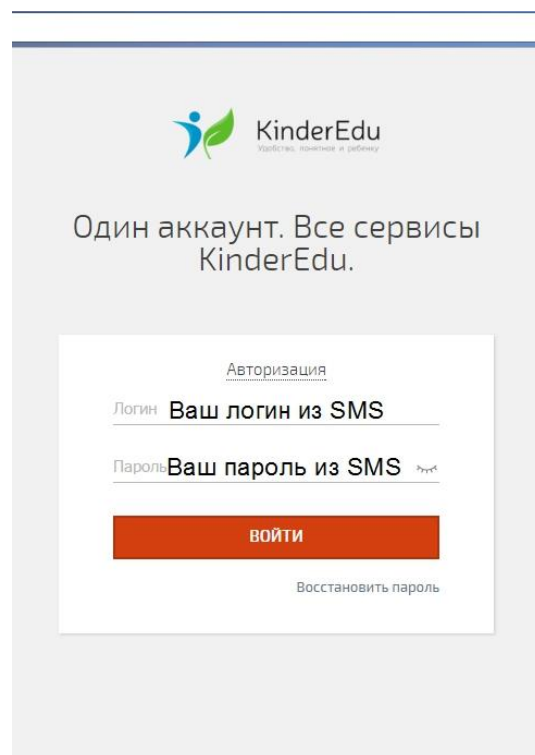 KinderEdu
Удобство, понятное и ребенку
Один аккаунт. Все сервисы
KinderEdu.
Авторизация
Логин Ваш логин из SMS
Пароль Ваш пароль из SMS
ВОЙТИ
Восстановить пароль